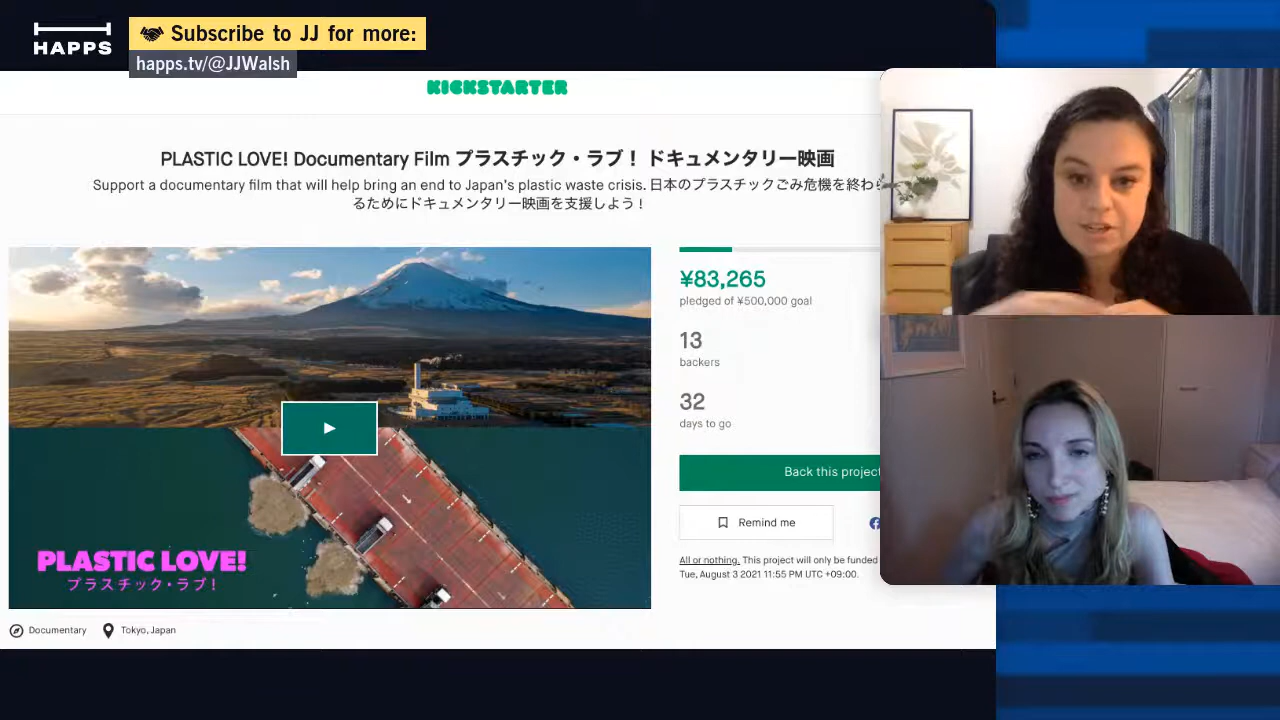 HAPPS
Subscribe to JJ for more:
happs.tv/@JJWalsh
KICKSTARTER
PLASTIC LOVE! Documentary Film プラスチック・ラブ！ ドキュメンタリー映画
Support a documentary film that will help bring an end to Japan's plastic waste crisis. 日本のプラスチックごみ危機を終わら
るためにドキュメンタリー映画を支援しよう！
¥83,265
pledged of ¥500,000 goal
13
backers
32
days to go
Back this project
Remind me
All or nothing. This project will only be funded
Tue, August 3 2021 11:55 PM UTC +09:00.
PLASTIC LOVE!
プラスチック・ラブ！
Documentary
Tokyo, Japan